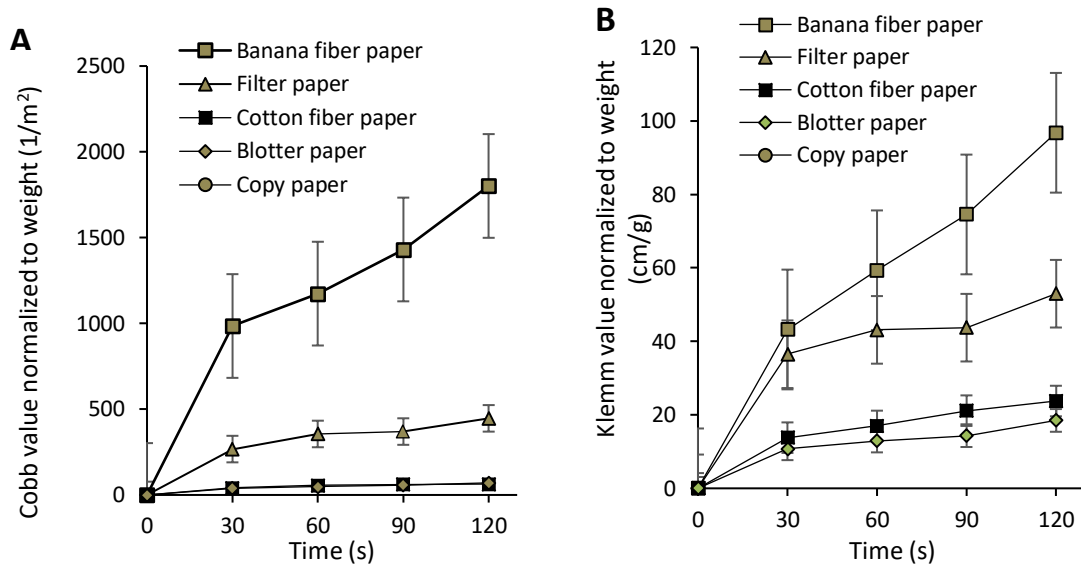 A
Banana fiber paper
Filter paper
Cotton fiber paper
Blotter paper
Copy paper
Cobb value normalized to weight (1/m²)
2500
2000
1500
1000
500
0
0 30 60 90 120
Time (s)
B
Banana fiber paper
Filter paper
Cotton fiber paper
Blotter paper
Copy paper
Klemm value normalized to weight
(cm/g)
120
100
80
60
40
20
0
0 30 60 90 120
Time (s)